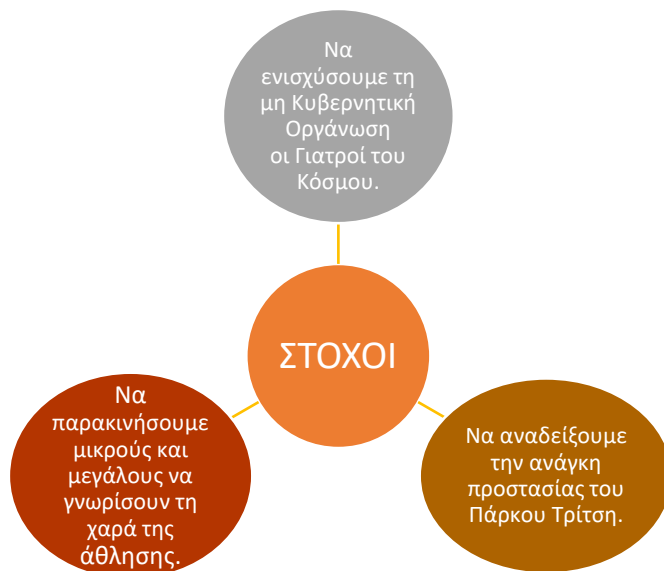 Να
ενισχύσουμε τη
μη Κυβερνητική
Οργάνωση
οι Γιατροί του
Κόσμου.
ΣΤΟΧΟΙ
Να
παρακινήσουμε
μικρούς και
μεγάλους να
γνωρίσουν τη
χαρά της
άθλησης.
Να αναδείξουμε
την ανάγκη
προστασίας του
Πάρκου Τρίτση.